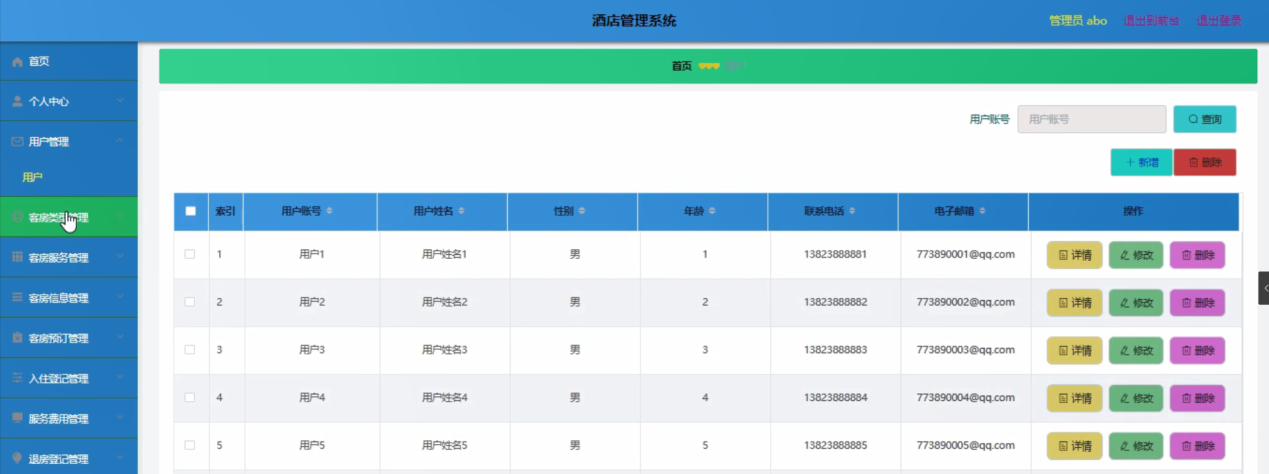 酒店管理系统
管理员 abo 退出到前台 退出登录
首页
个人中心
用户管理
用户
客房类型管理
客房服务管理
客房信息管理
客房预订管理
入住登记管理
服务费用管理
退房登记管理
首页
用户账号 用户账号 查询
新增 删除
索引 用户账号 用户姓名 性别 年龄 联系电话 电子邮箱 操作
1 用户1 用户姓名1 男 1 13823888881 773890001@qq.com 详情 修改 删除
2 用户2 用户姓名2 男 2 13823888882 773890002@qq.com 详情 修改 删除
3 用户3 用户姓名3 男 3 13823888883 773890003@qq.com 详情 修改 删除
4 用户4 用户姓名4 男 4 13823888884 773890004@qq.com 详情 修改 删除
5 用户5 用户姓名5 男 5 13823888885 773890005@qq.com 详情 修改 删除